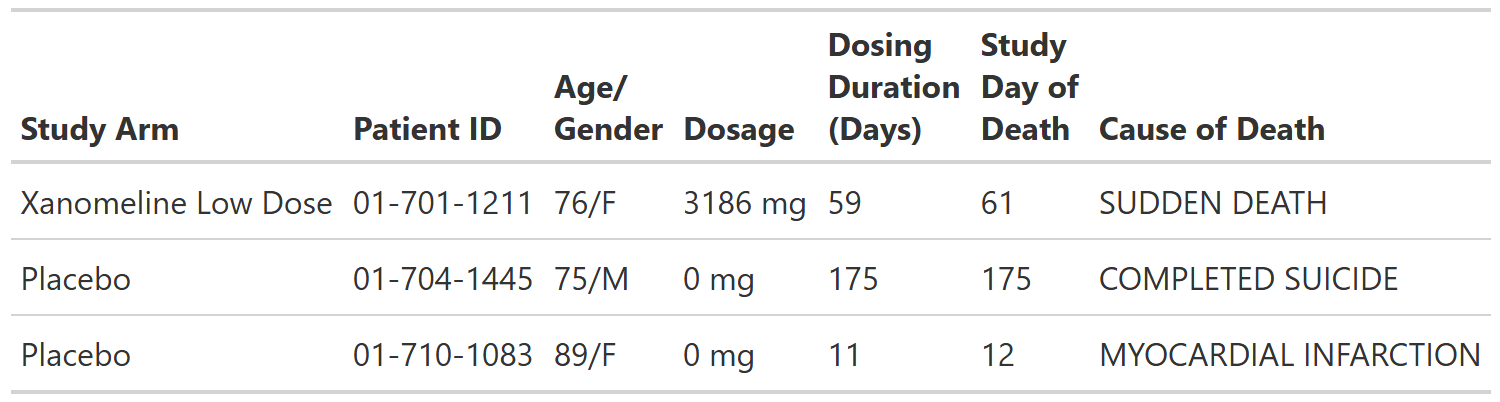 Study Arm Patient ID Age/ Gender Dosage Dosing Duration (Days) Study Day of Death Cause of Death
Xanomeline Low Dose 01-701-1211 76/F 3186 mg 59 61 SUDDEN DEATH
Placebo 01-704-1445 75/M 0 mg 175 175 COMPLETED SUICIDE
Placebo 01-710-1083 89/F 0 mg 11 12 MYOCARDIAL INFARCTION